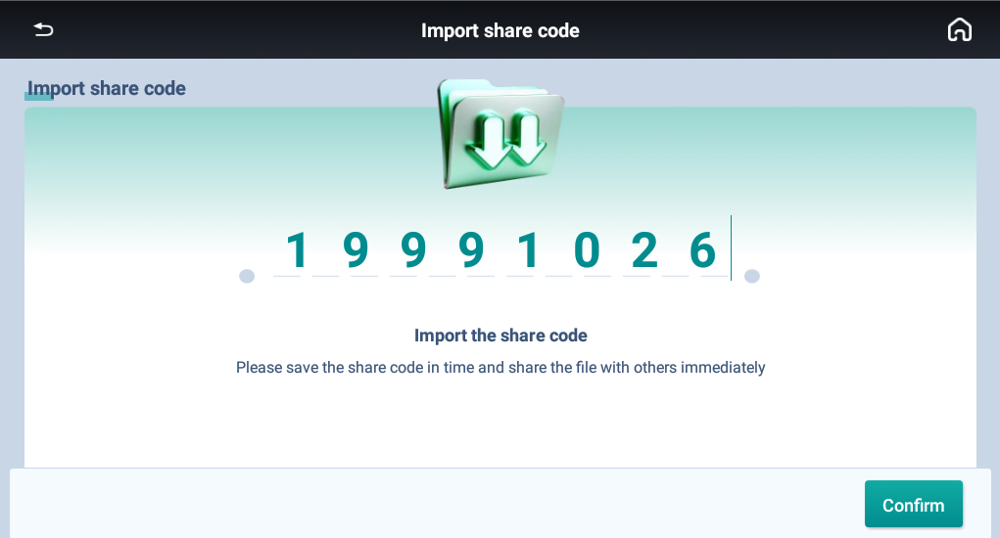 Import share code
Import share code
1 9 9 9 1 0 2 6
Import the share code
Please save the share code in time and share the file with others immediately
Confirm